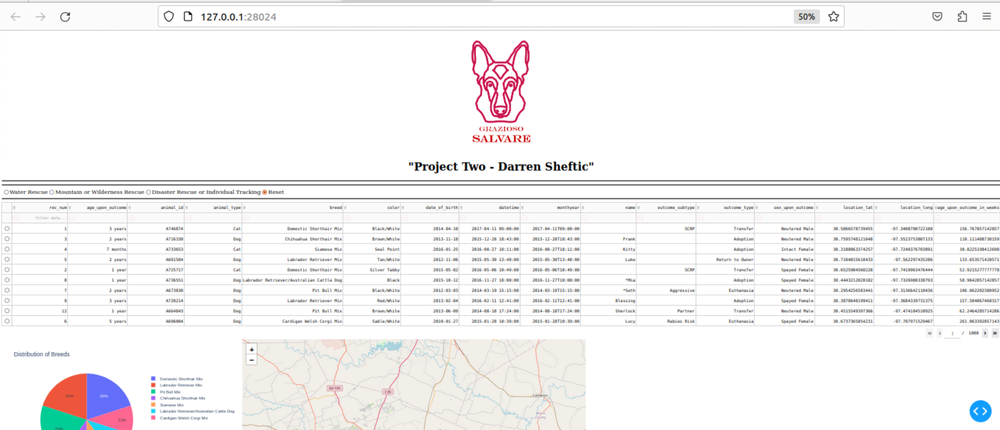 127.0.0.1:28024 50%
GRAZIOSO
SALVARE
"Project Two - Darren Sheftic"
Water Rescue Mountain or Wilderness Rescue Disaster Rescue or Individual Tracking Reset
rec_num age_upon_outcome animal_id animal_type breed color date_of_birth datetime monthyear name outcome_subtype outcome_type sex_upon_outcome location_lat location_long age_upon_outcome_in_weeks
filter data...
1 3 years A746874 Cat Domestic Shorthair Mix Black/White 2014-04-10 2017-04-11 09:00:00 2017-04-11T09:00:00 SCRP Transfer Neutered Male 30.5066578739455 -97.3408780722188 156.767857142857
3 2 years A716330 Dog Chihuahua Shorthair Mix Brown/White 2013-11-18 2015-12-28 18:43:00 2015-12-28T18:43:00 Frank Adoption Neutered Male 30.7595748121648 -97.5523753807133 110.111408730159
4 7 months A733653 Cat Siamese Mix Seal Point 2016-01-25 2016-08-27 18:11:00 2016-08-27T18:11:00 Kitty Adoption Intact Female 30.3188063374257 -97.7240376703891 30.8225198412698
5 2 years A691584 Dog Labrador Retriever Mix Tan/White 2012-11-06 2015-05-30 13:48:00 2015-05-30T13:48:00 Luke Return to Owner Neutered Male 30.7104815618433 -97.562297435286 133.653571428571
2 1 year A725717 Cat Domestic Shorthair Mix Silver Tabby 2015-05-02 2016-05-06 10:49:00 2016-05-06T10:49:00 SCRP Transfer Spayed Female 30.6525984560228 -97.7419963476444 52.9215277777778
8 1 year A736551 Dog Labrador Retriever/Australian Cattle Dog Black 2015-10-12 2016-11-27 18:00:00 2016-11-27T18:00:00 *Mia Adoption Spayed Female 30.4443212820182 -97.7326980338793 58.9642857142857
7 2 years A673830 Dog Pit Bull Mix Black/White 2012-03-03 2014-03-19 15:15:00 2014-03-19T15:15:00 *Seth Aggressive Euthanasia Neutered Male 30.2954256583441 -97.3136642110436 106.662202380952
9 3 years A720214 Dog Labrador Retriever Mix Red/White 2013-02-04 2016-02-11 12:41:00 2016-02-11T12:41:00 Blessing Adoption Spayed Female 30.3870648199411 -97.3684339731375 157.504067460317
12 1 year A664843 Dog Pit Bull Mix Brown/White 2013-06-09 2014-08-18 17:24:00 2014-08-18T17:24:00 Sherlock Partner Transfer Neutered Male 30.4515549397366 -97.474104510925 62.2464285714286
6 5 years A696004 Dog Cardigan Welsh Corgi Mix Sable/White 2010-01-27 2015-01-28 10:39:00 2015-01-28T10:39:00 Lucy Rabies Risk Euthanasia Spayed Female 30.6737365854231 -97.707971529467 261.063392857143
« ‹ 1 / 1000 › »
Distribution of Breeds
20%
20%
10%
20%
Domestic Shorthair Mix
Labrador Retriever Mix
Pit Bull Mix
Chihuahua Shorthair Mix
Siamese Mix
Labrador Retriever/Australian Cattle Dog
Cardigan Welsh Corgi Mix
+
−
SH 195
I 35
Cameron
Milam
County